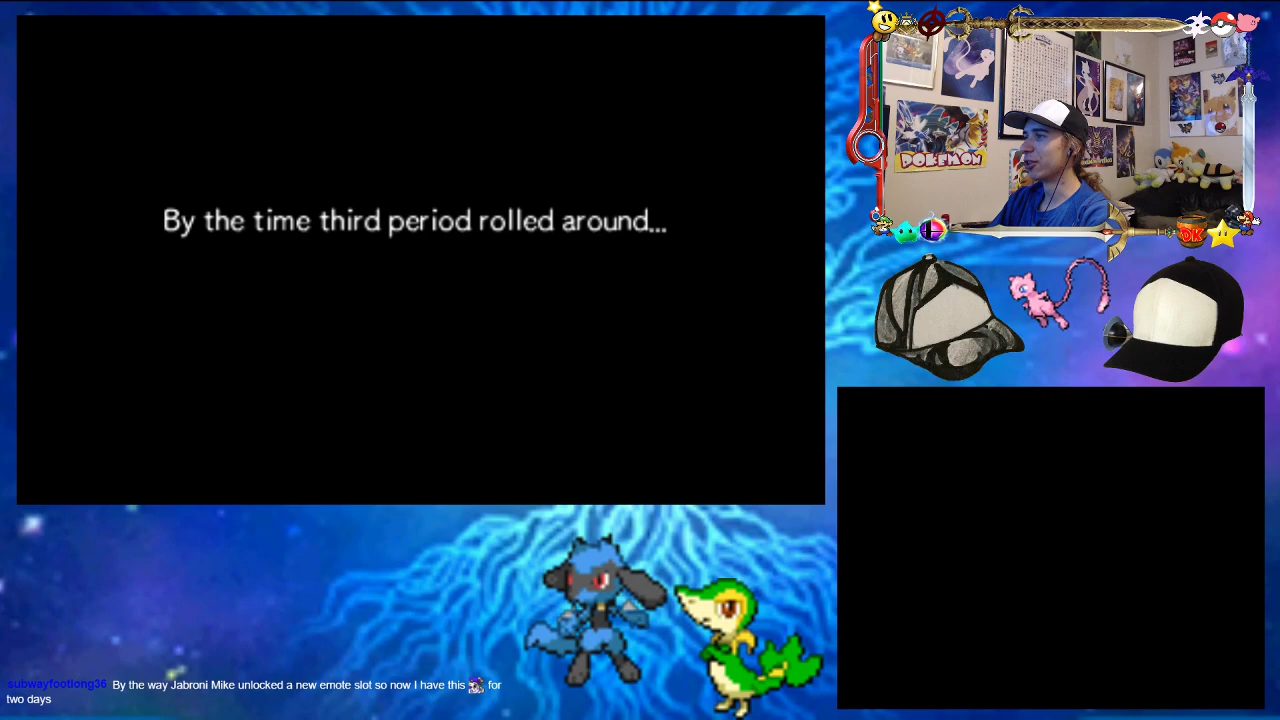 By the time third period rolled around...
POKÉMON
DK
subwayfootlong36 By the way Jabroni Mike unlocked a new emote slot so now I have this for
two days